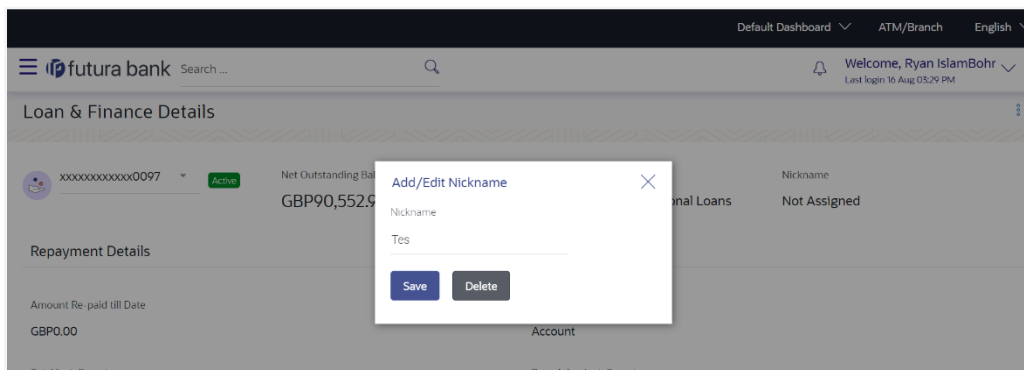 Default Dashboard ATM/Branch English
futura bank Search ...
Welcome, Ryan IslamBohr
Last login 16 Aug 03:29 PM
Loan & Finance Details
xxxxxxxxxxxx0097 Active
Net Outstanding
GBP90,552.9
Add/Edit Nickname
Nickname
Tes
Save Delete
Loans
Nickname
Not Assigned
Repayment Details
Amount Re-paid till Date
GBP0.00
Account